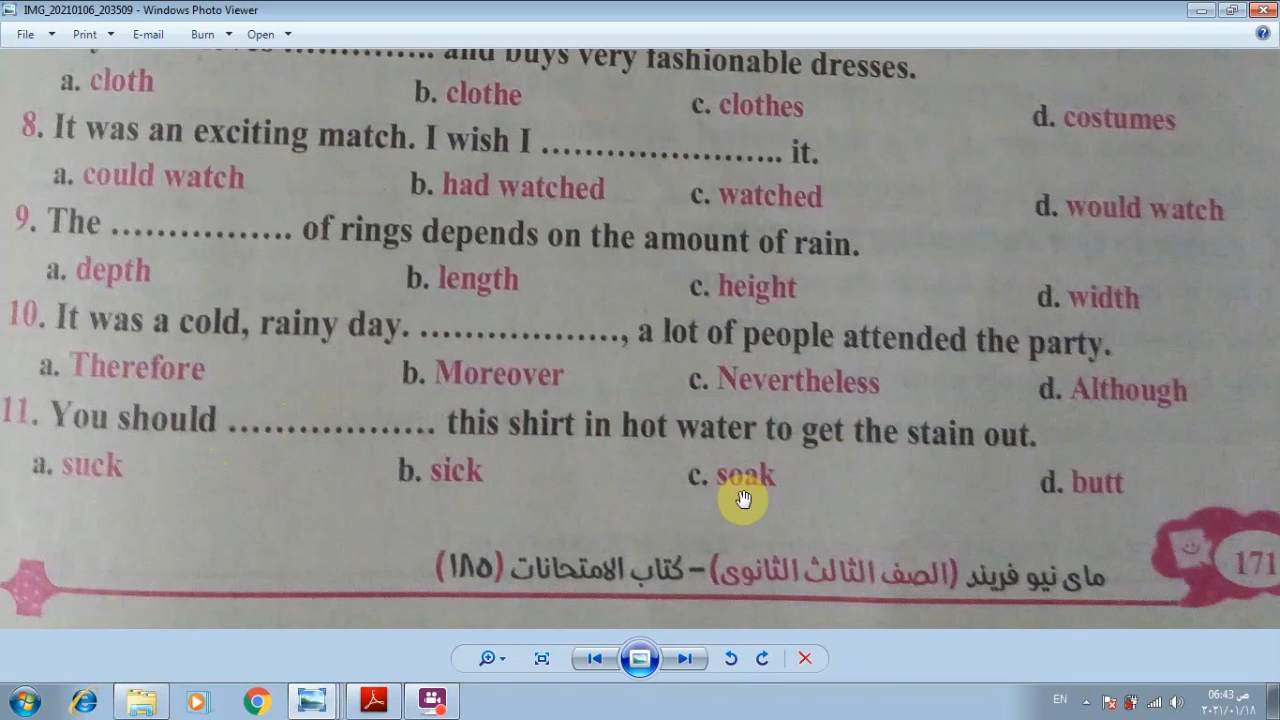 IMG_20210106_203509 - Windows Photo Viewer
File Print E-mail Burn Open
and buys very fashionable dresses.
a. cloth b. clothe c. clothes d. costumes
8. It was an exciting match. I wish I ...................... it.
a. could watch b. had watched c. watched d. would watch
9. The ................. of rings depends on the amount of rain.
a. depth b. length c. height d. width
10. It was a cold, rainy day. ..................., a lot of people attended the party.
a. Therefore b. Moreover c. Nevertheless d. Although
11. You should ................... this shirt in hot water to get the stain out.
a. suck b. sick c. soak d. butt
ماى نيو فريند (الصف الثالث الثانوى) – كتاب الامتحانات (١٨٥)
171
EN
06:43 ص
٢٠٢١/٠١/١٨